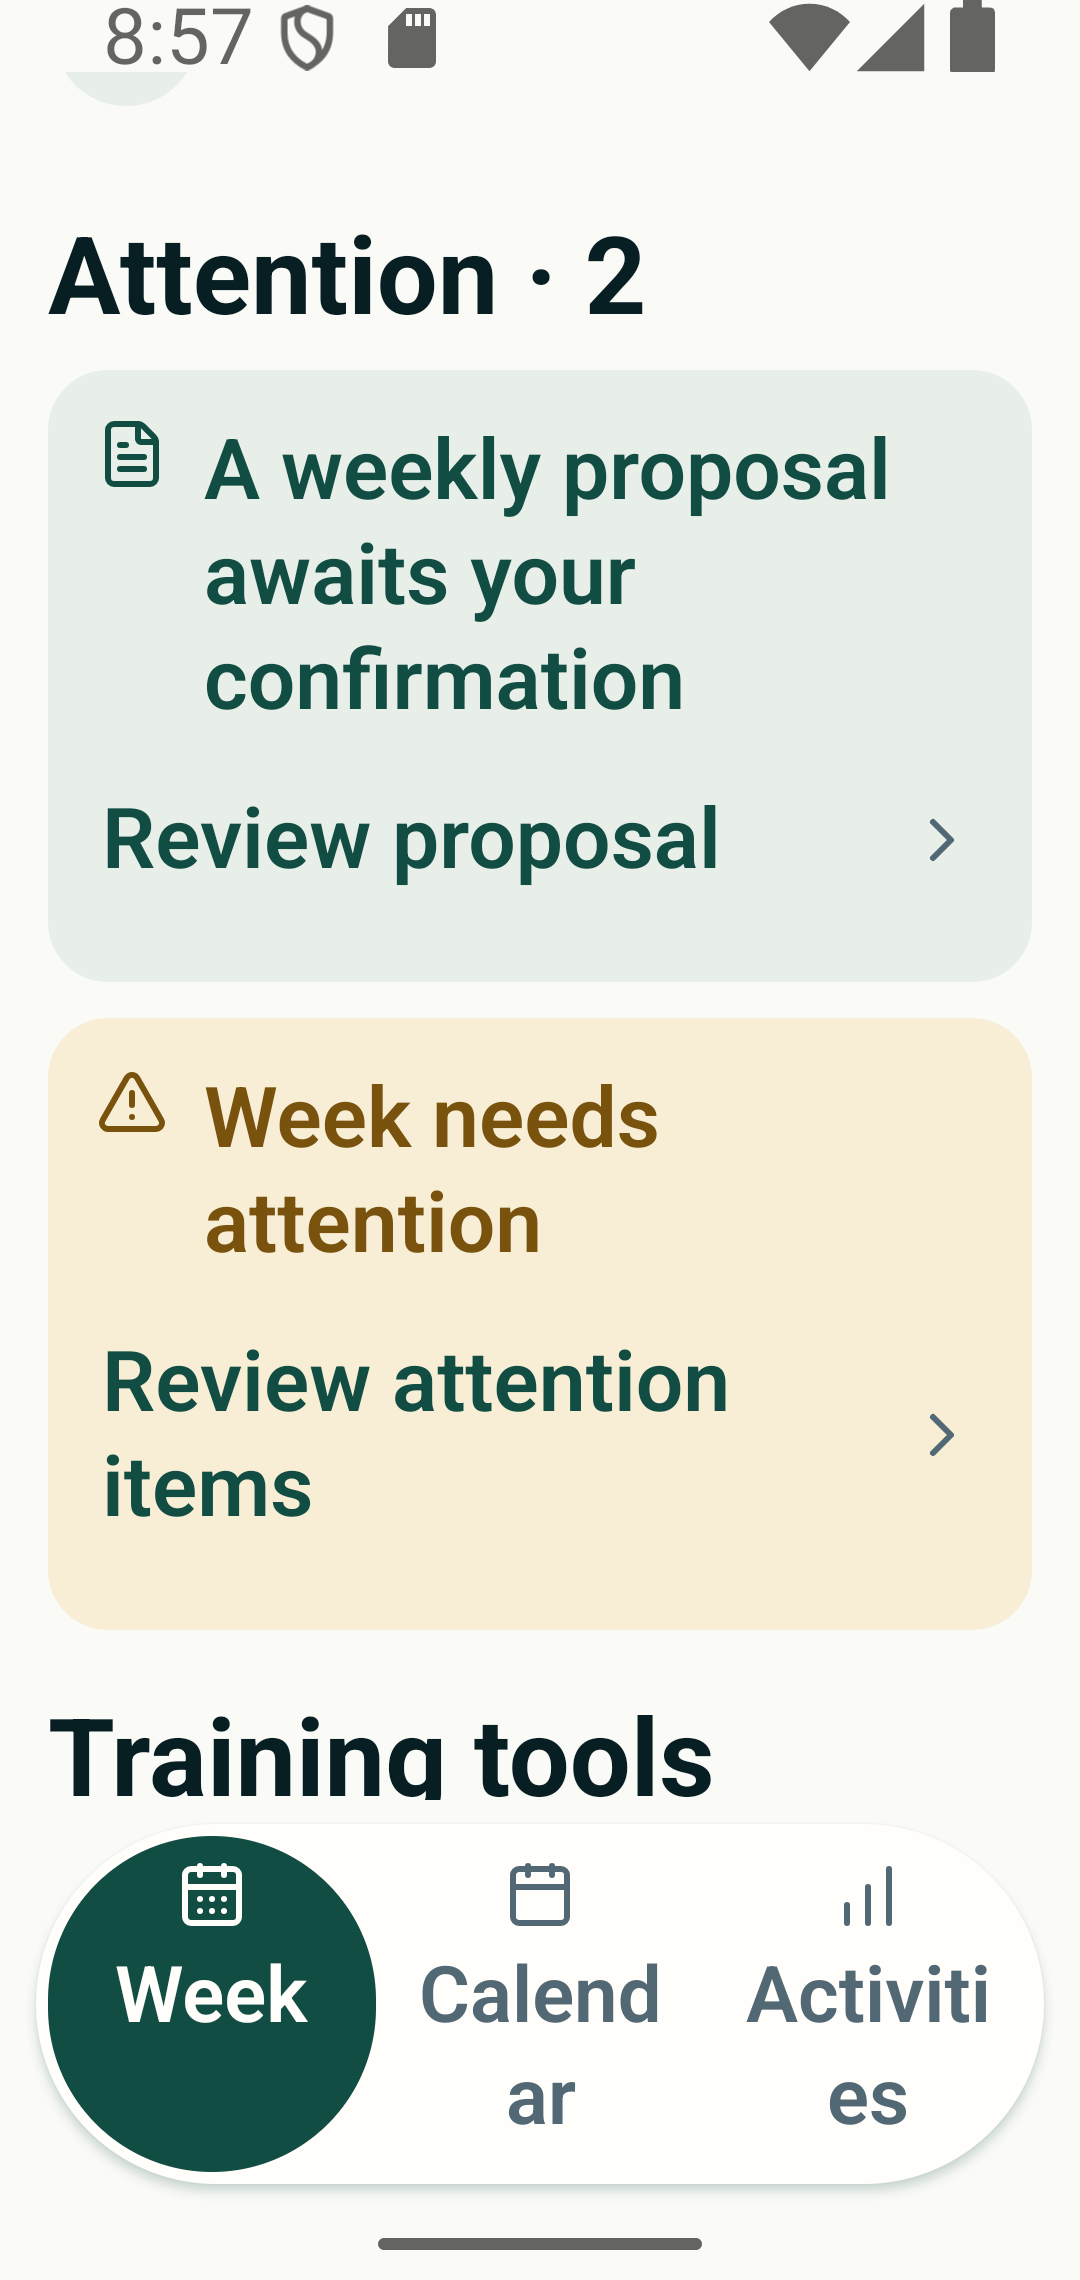 8:57
Attention · 2
A weekly proposal
awaits your
confirmation
Review proposal
Week needs
attention
Review attention
items
Training tools
Week
Calend
ar
Activiti
es